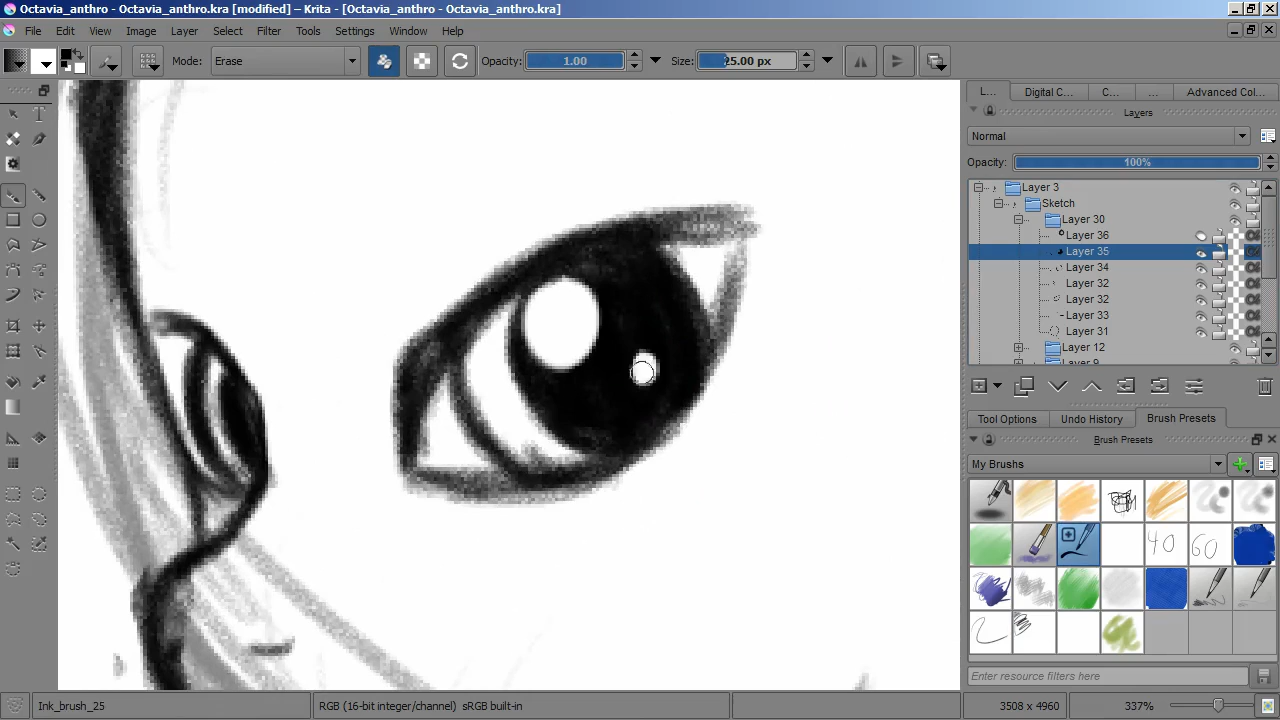 Octavia_anthro - Octavia_anthro.kra [modified] – Krita - [Octavia_anthro.kra]
File Edit View Image Layer Select Filter Tools Settings Window Help
Mode: Erase Opacity: 1.00 Size: 25.00 px
L... Digital C... C... ... Advanced Col...
Layers
Normal
Opacity: 100%
Layer 3
Sketch
Layer 30
Layer 36
Layer 35
Layer 34
Layer 32
Layer 32
Layer 33
Layer 31
Layer 12
Tool Options Undo History Brush Presets
Brush Presets
My Brushes
40 60
Enter resource filters here
Ink_brush_25 RGB (16-bit integer/channel) sRGB built-in 3508 x 4960 337%